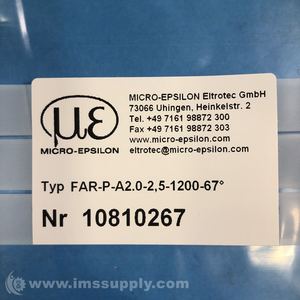 MICRO-EPSILON Eltrotec GmbH
73066 Uhingen, Heinkelstr. 2
Tel. +49 7161 98872 300
Fax +49 7161 98872 303
www.micro-epsilon.com
eltrotec@micro-epsilon.com
με
MICRO-EPSILON
Typ FAR-P-A2.0-2,5-1200-67°
Nr 10810267
© www.imssupply.com